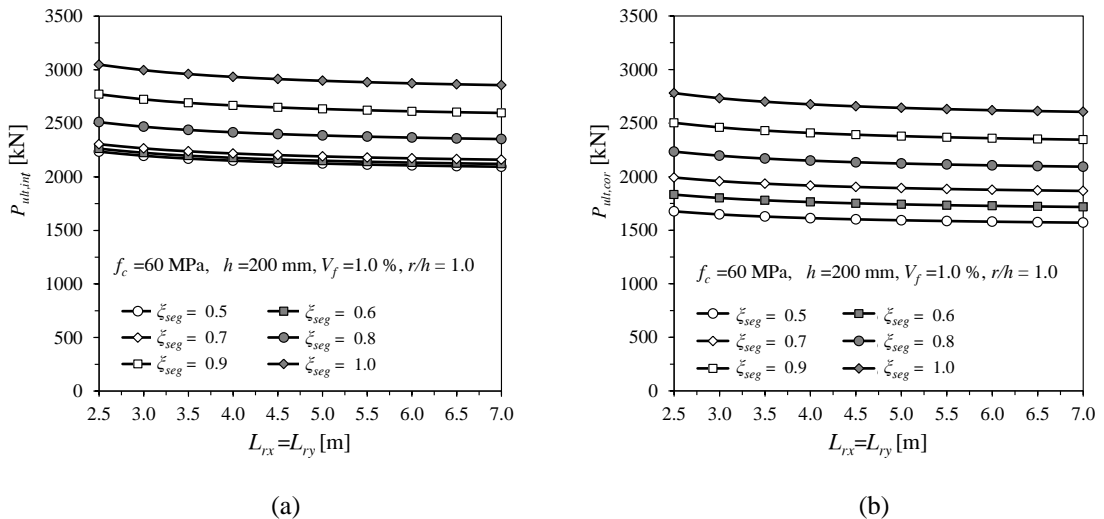 3500
3000
2500
2000
1500
1000
500
0
P_ult,int [kN]
f_c =60 MPa, h =200 mm, V_f =1.0 %, r/h = 1.0
ξ_seg = 0.5
ξ_seg = 0.6
ξ_seg = 0.7
ξ_seg = 0.8
ξ_seg = 0.9
ξ_seg = 1.0
2.5 3.0 3.5 4.0 4.5 5.0 5.5 6.0 6.5 7.0
L_rx=L_ry [m]
(a)
3500
3000
2500
2000
1500
1000
500
0
P_ult,cor [kN]
f_c =60 MPa, h =200 mm, V_f =1.0 %, r/h = 1.0
ξ_seg = 0.5
ξ_seg = 0.6
ξ_seg = 0.7
ξ_seg = 0.8
ξ_seg = 0.9
ξ_seg = 1.0
2.5 3.0 3.5 4.0 4.5 5.0 5.5 6.0 6.5 7.0
L_rx=L_ry [m]
(b)